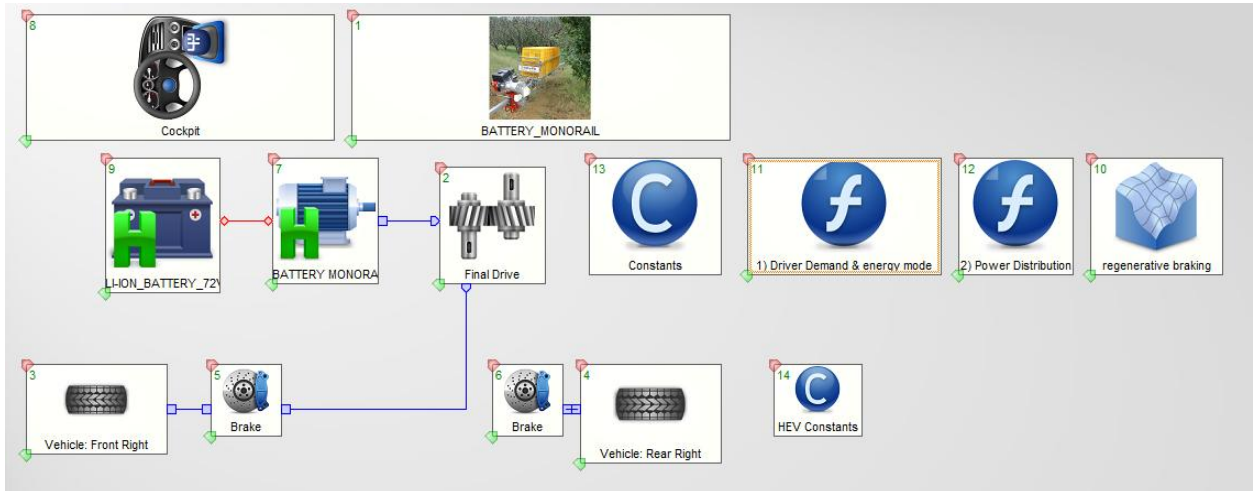 8
Cockpit
1
BATTERY_MONORAIL
9
LI-ION_BATTERY_72V
7
BATTERY MONORA
2
Final Drive
13
C
Constants
11
f
1) Driver Demand & energy mode
12
f
2) Power Distribution
10
regenerative braking
3
Vehicle: Front Right
5
Brake
6
Brake
4
Vehicle: Rear Right
14
C
HEV Constants